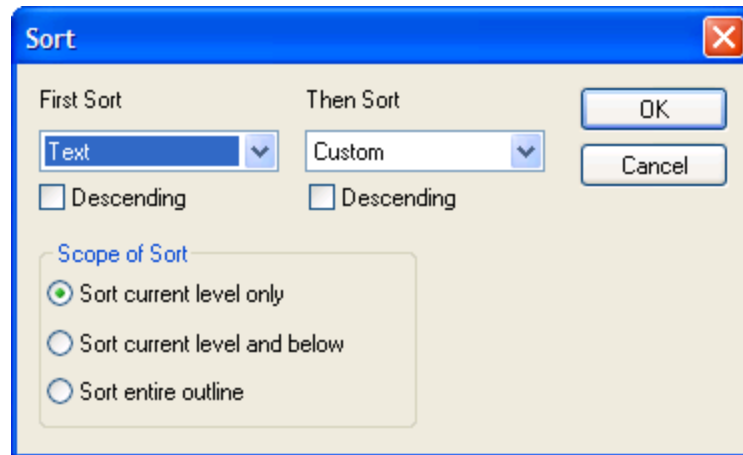 Sort
First Sort
Then Sort
OK
Text
Custom
Cancel
Descending
Descending
Scope of Sort
Sort current level only
Sort current level and below
Sort entire outline